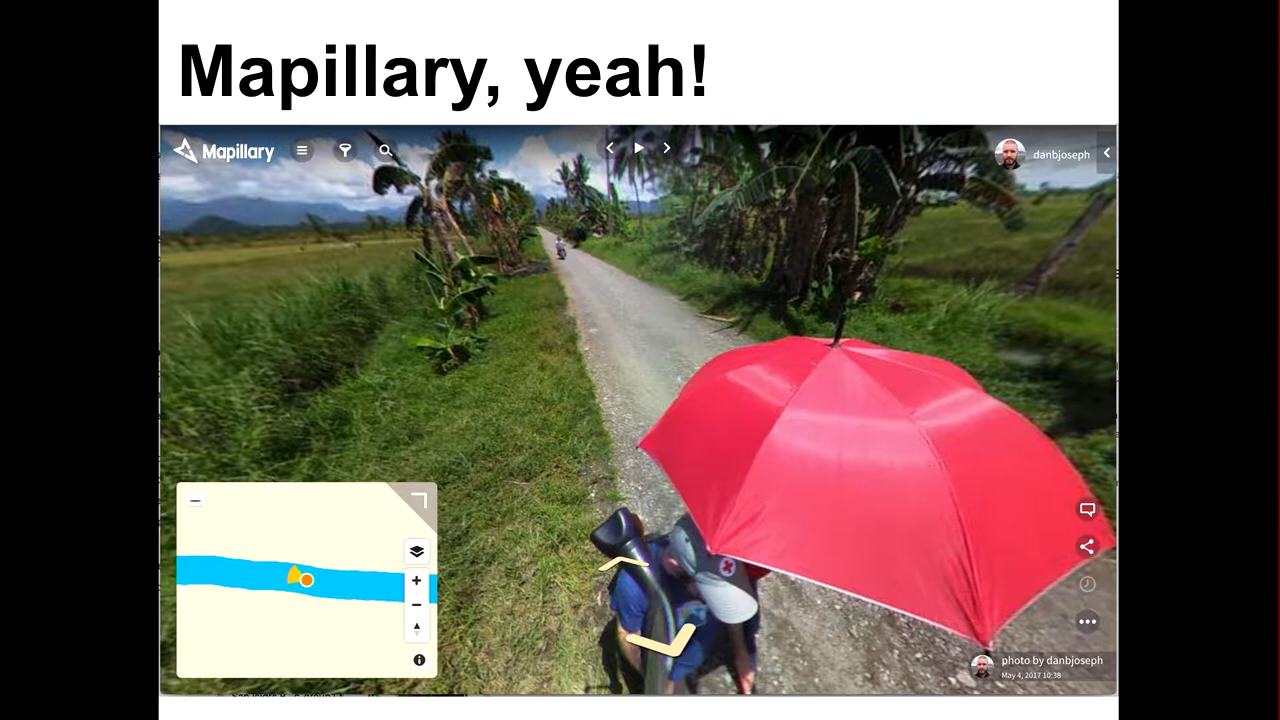 Mapillary, yeah!
Mapillary
danbjoseph
photo by danbjoseph
May 4, 2017 10:38